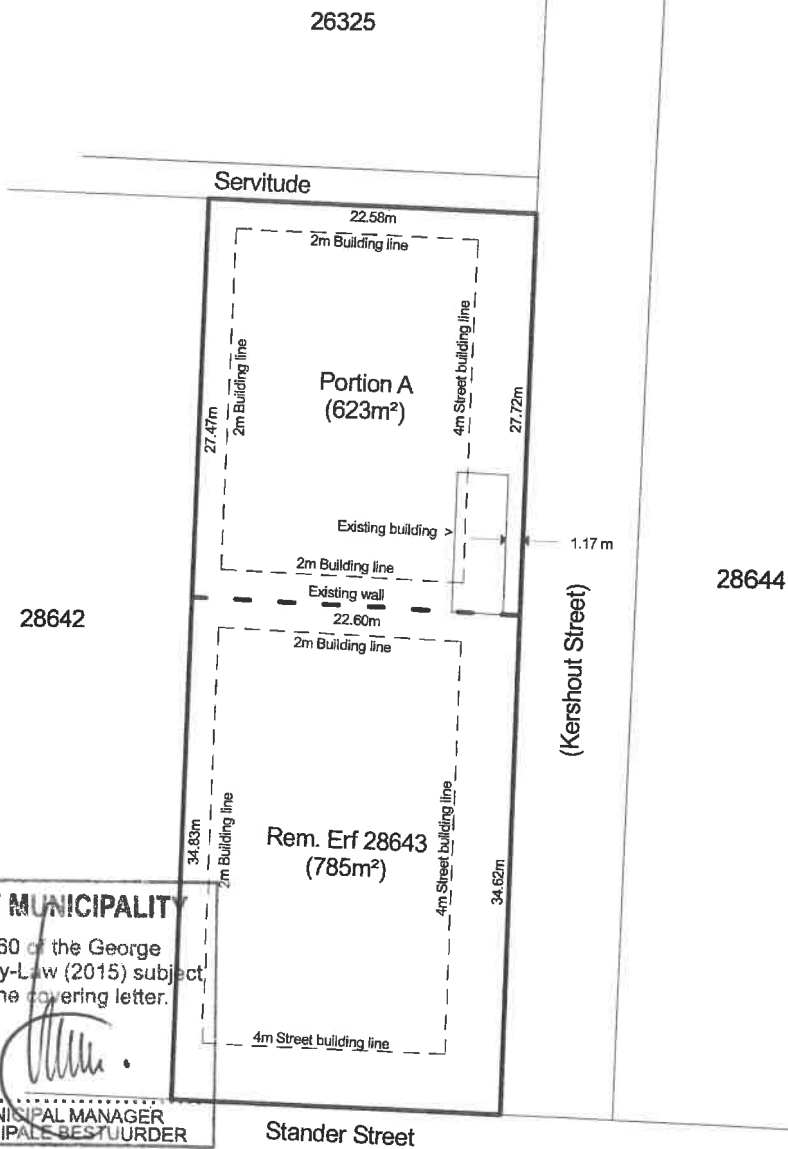 26325
Servitude
22.58m
2m Building line
2m Building line
4m Street building line
Portion A
(623m²)
27.47m
27.72m
Existing building >
1.17 m
2m Building line
Existing wall
22.60m
2m Building line
28642
28644
(Kershout Street)
34.83m
2m Building line
Rem. Erf 28643
(785m²)
4m Street building line
34.62m
MUNICIPALITY
60 of the George
y-Law (2015) subject
he covering letter.
4m Street building line
NICIPAL MANAGER
IPALE BESTUURDER
Stander Street